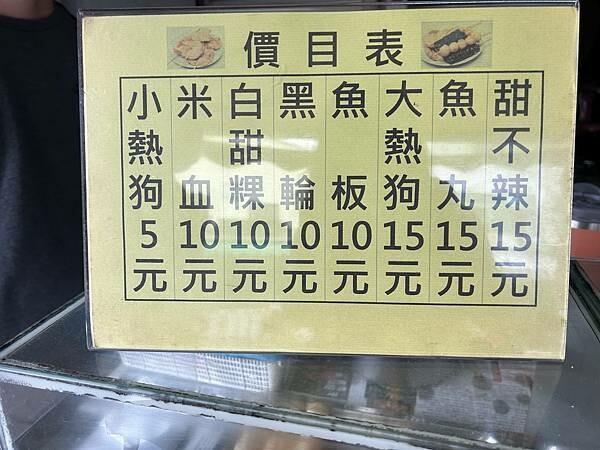 價目表
甜不辣15元
魚丸15元
大熱狗15元
魚板10元
黑輪10元
白甜粿10元
米血10元
小熱狗5元